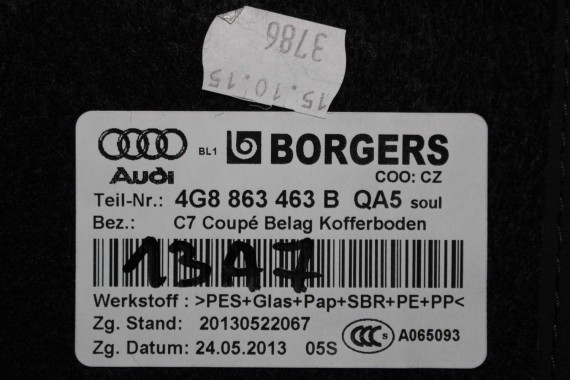 3786
15.10.15
Audi BL1 BORGERS
COO: CZ
Teil-Nr.: 4G8 863 463 B QA5 soul
Bez.: C7 Coupé Belag Kofferboden
13A7
Werkstoff : >PES+Glas+Pap+SBR+PE+PP<
Zg. Stand: 20130522067 CCC S A065093
Zg. Datum: 24.05.2013 05S